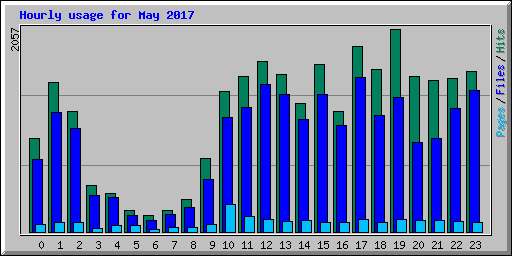 Hourly usage for May 2017
2057
Pages / Files / Hits
0 1 2 3 4 5 6 7 8 9 10 11 12 13 14 15 16 17 18 19 20 21 22 23